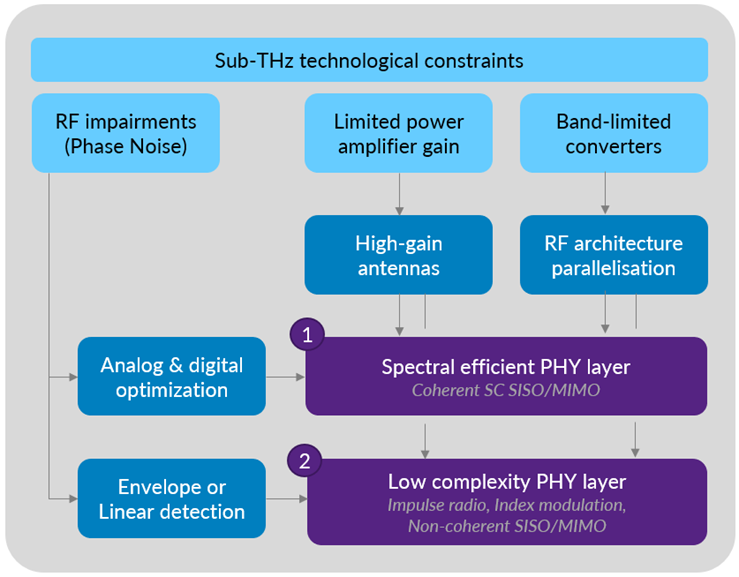 Sub-THz technological constraints
RF impairments
(Phase Noise)
Limited power
amplifier gain
Band-limited
converters
High-gain
antennas
RF architecture
parallelisation
Analog & digital
optimization
1
Spectral efficient PHY layer
Coherent SC SISO/MIMO
Envelope or
Linear detection
2
Low complexity PHY layer
Impulse radio, Index modulation,
Non-coherent SISO/MIMO